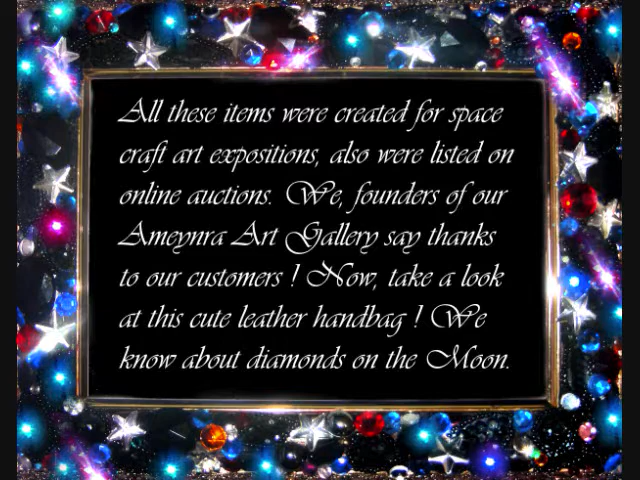 All these items were created for space
craft art expositions, also were listed on
online auctions. We, founders of our
Ameynra Art Gallery say thanks
to our customers ! Now, take a look
at this cute leather handbag ! We
know about diamonds on the Moon.